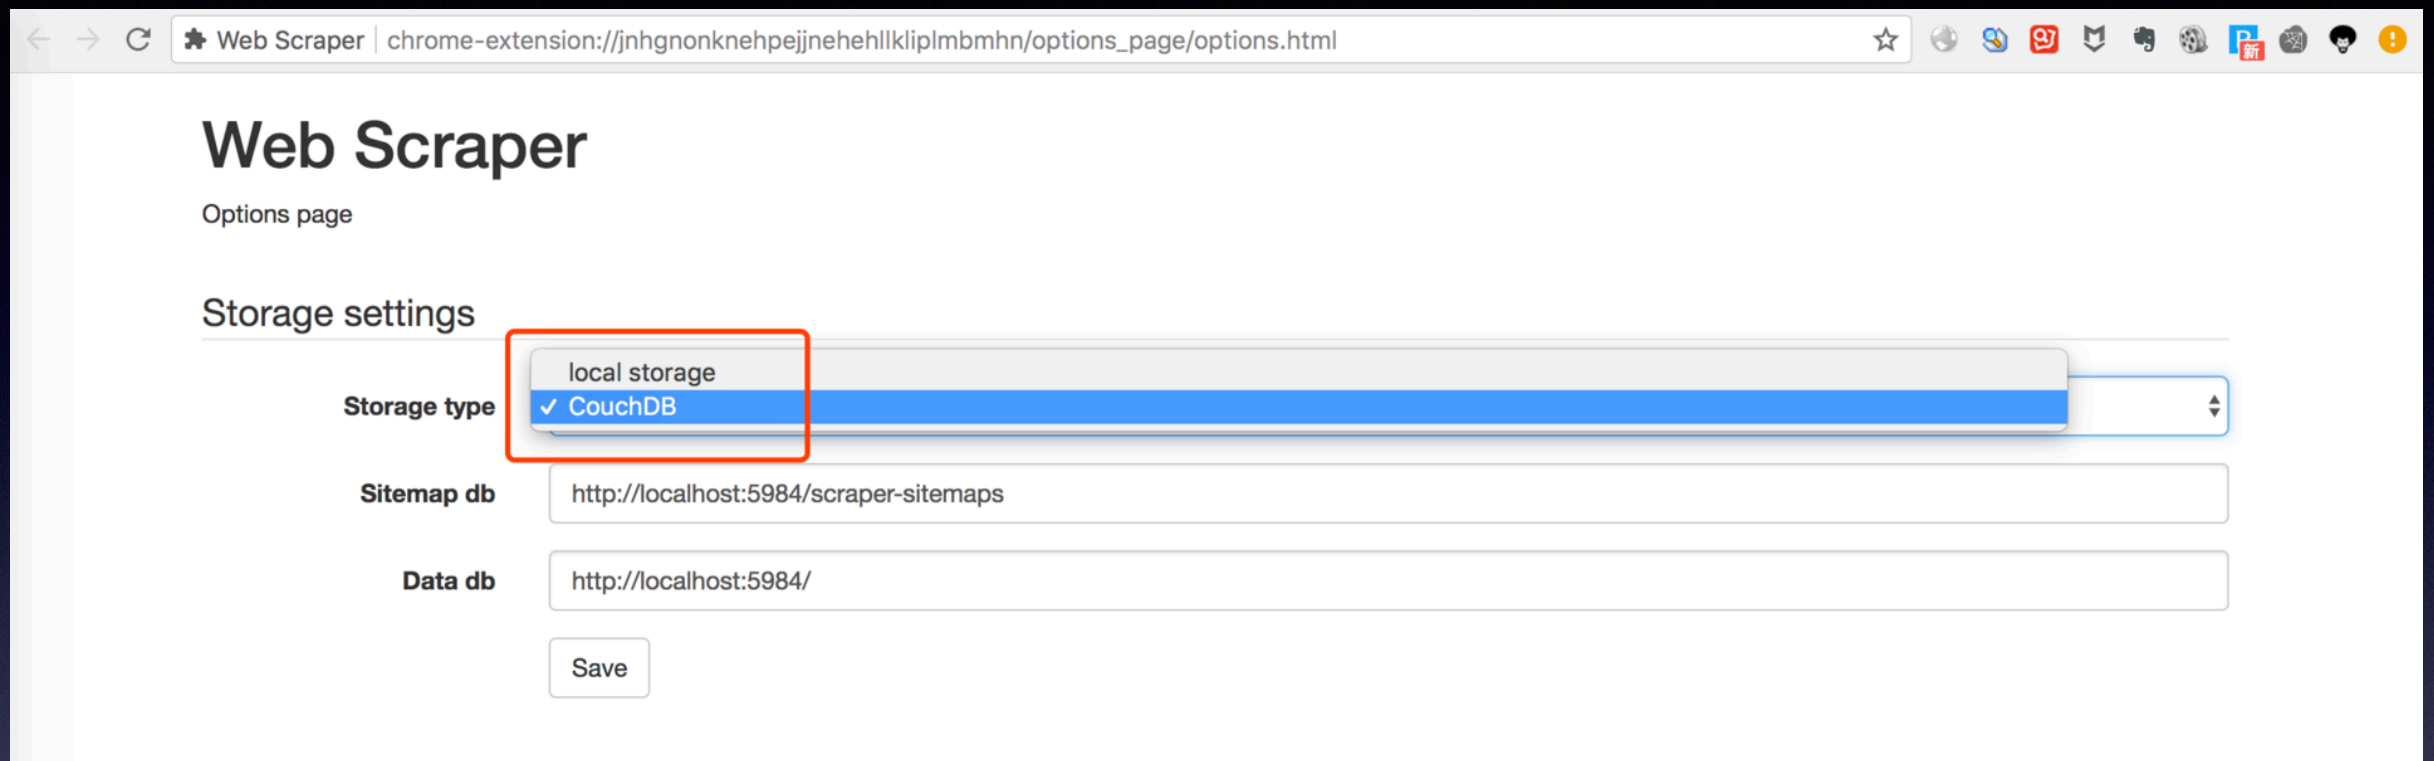 Web Scraper chrome-extension://jnhgnonknehpejjnehehllkliplmbmhn/options_page/options.html
新
Web Scraper
Options page
Storage settings
local storage
Storage type ✓ CouchDB
Sitemap db http://localhost:5984/scraper-sitemaps
Data db http://localhost:5984/
Save